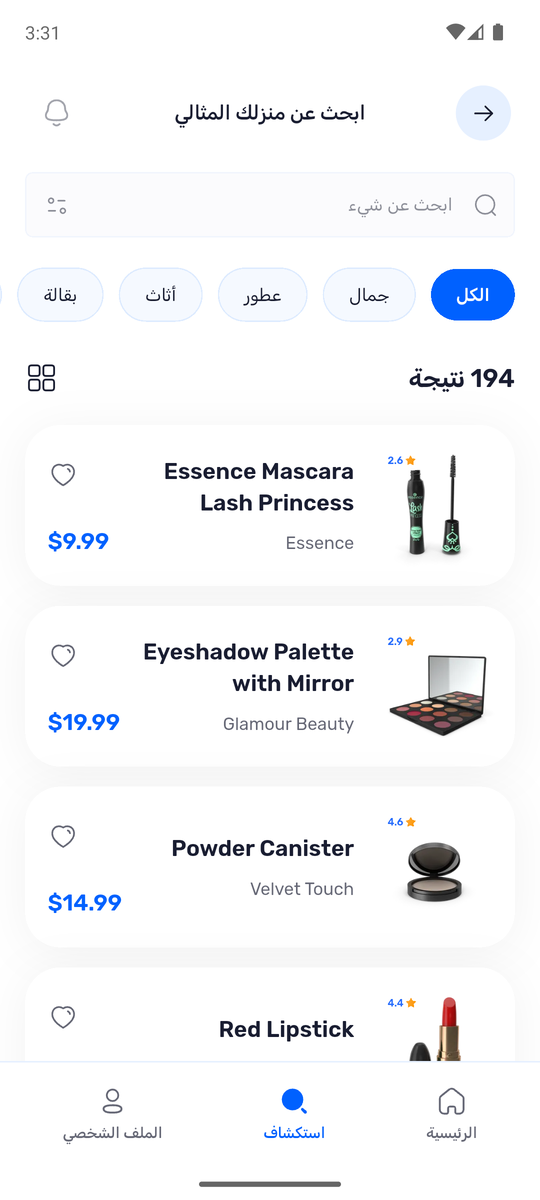 3:31
ابحث عن منزلك المثالي
ابحث عن شيء
الكل
جمال
عطور
أثاث
بقالة
194 نتيجة
2.6
Essence Mascara
Lash Princess
Essence
$9.99
2.9
Eyeshadow Palette
with Mirror
Glamour Beauty
$19.99
4.6
Powder Canister
Velvet Touch
$14.99
4.4
Red Lipstick
الرئيسية
استكشاف
الملف الشخصي